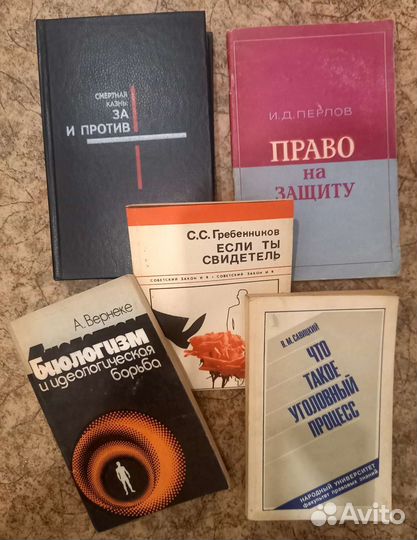 СМЕРТНАЯ
КАЗНЬ:
ЗА
И ПРОТИВ
И.Д.ПЕРЛОВ
ПРАВО
на
ЗАЩИТУ
С.С.Гребенников
ЕСЛИ ТЫ
СВИДЕТЕЛЬ
СОВЕТСКИЙ ЗАКОН И Я • СОВЕТСКИЙ ЗАКОН И Я
А. Вернеке
биологизм
и идеологическая
борьба
В. М. САВИЦКИЙ
ЧТО
ТАКОЕ
УГОЛОВНЫЙ
ПРОЦЕСС
НАРОДНЫЙ УНИВЕРСИТЕТ
факультет правовых знаний
Avito